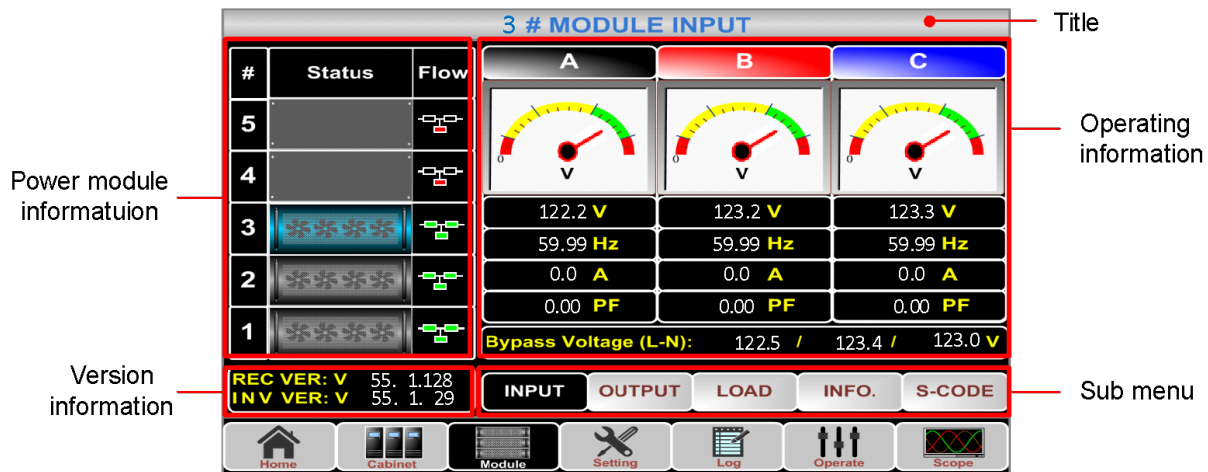 3 # MODULE INPUT
Title
# Status Flow
5
4
3
2
1
A B C
0 0 0
V V V
122.2 V 123.2 V 123.3 V
59.99 Hz 59.99 Hz 59.99 Hz
0.0 A 0.0 A 0.0 A
0.00 PF 0.00 PF 0.00 PF
Bypass Voltage (L-N): 122.5 / 123.4 / 123.0 V
Operating
information
Power module
informatuion
Version
information
REC VER: V 55. 1.128
INV VER: V 55. 1. 29
INPUT OUTPUT LOAD INFO. S-CODE
Sub menu
Home Cabinet Module Setting Log Operate Scope